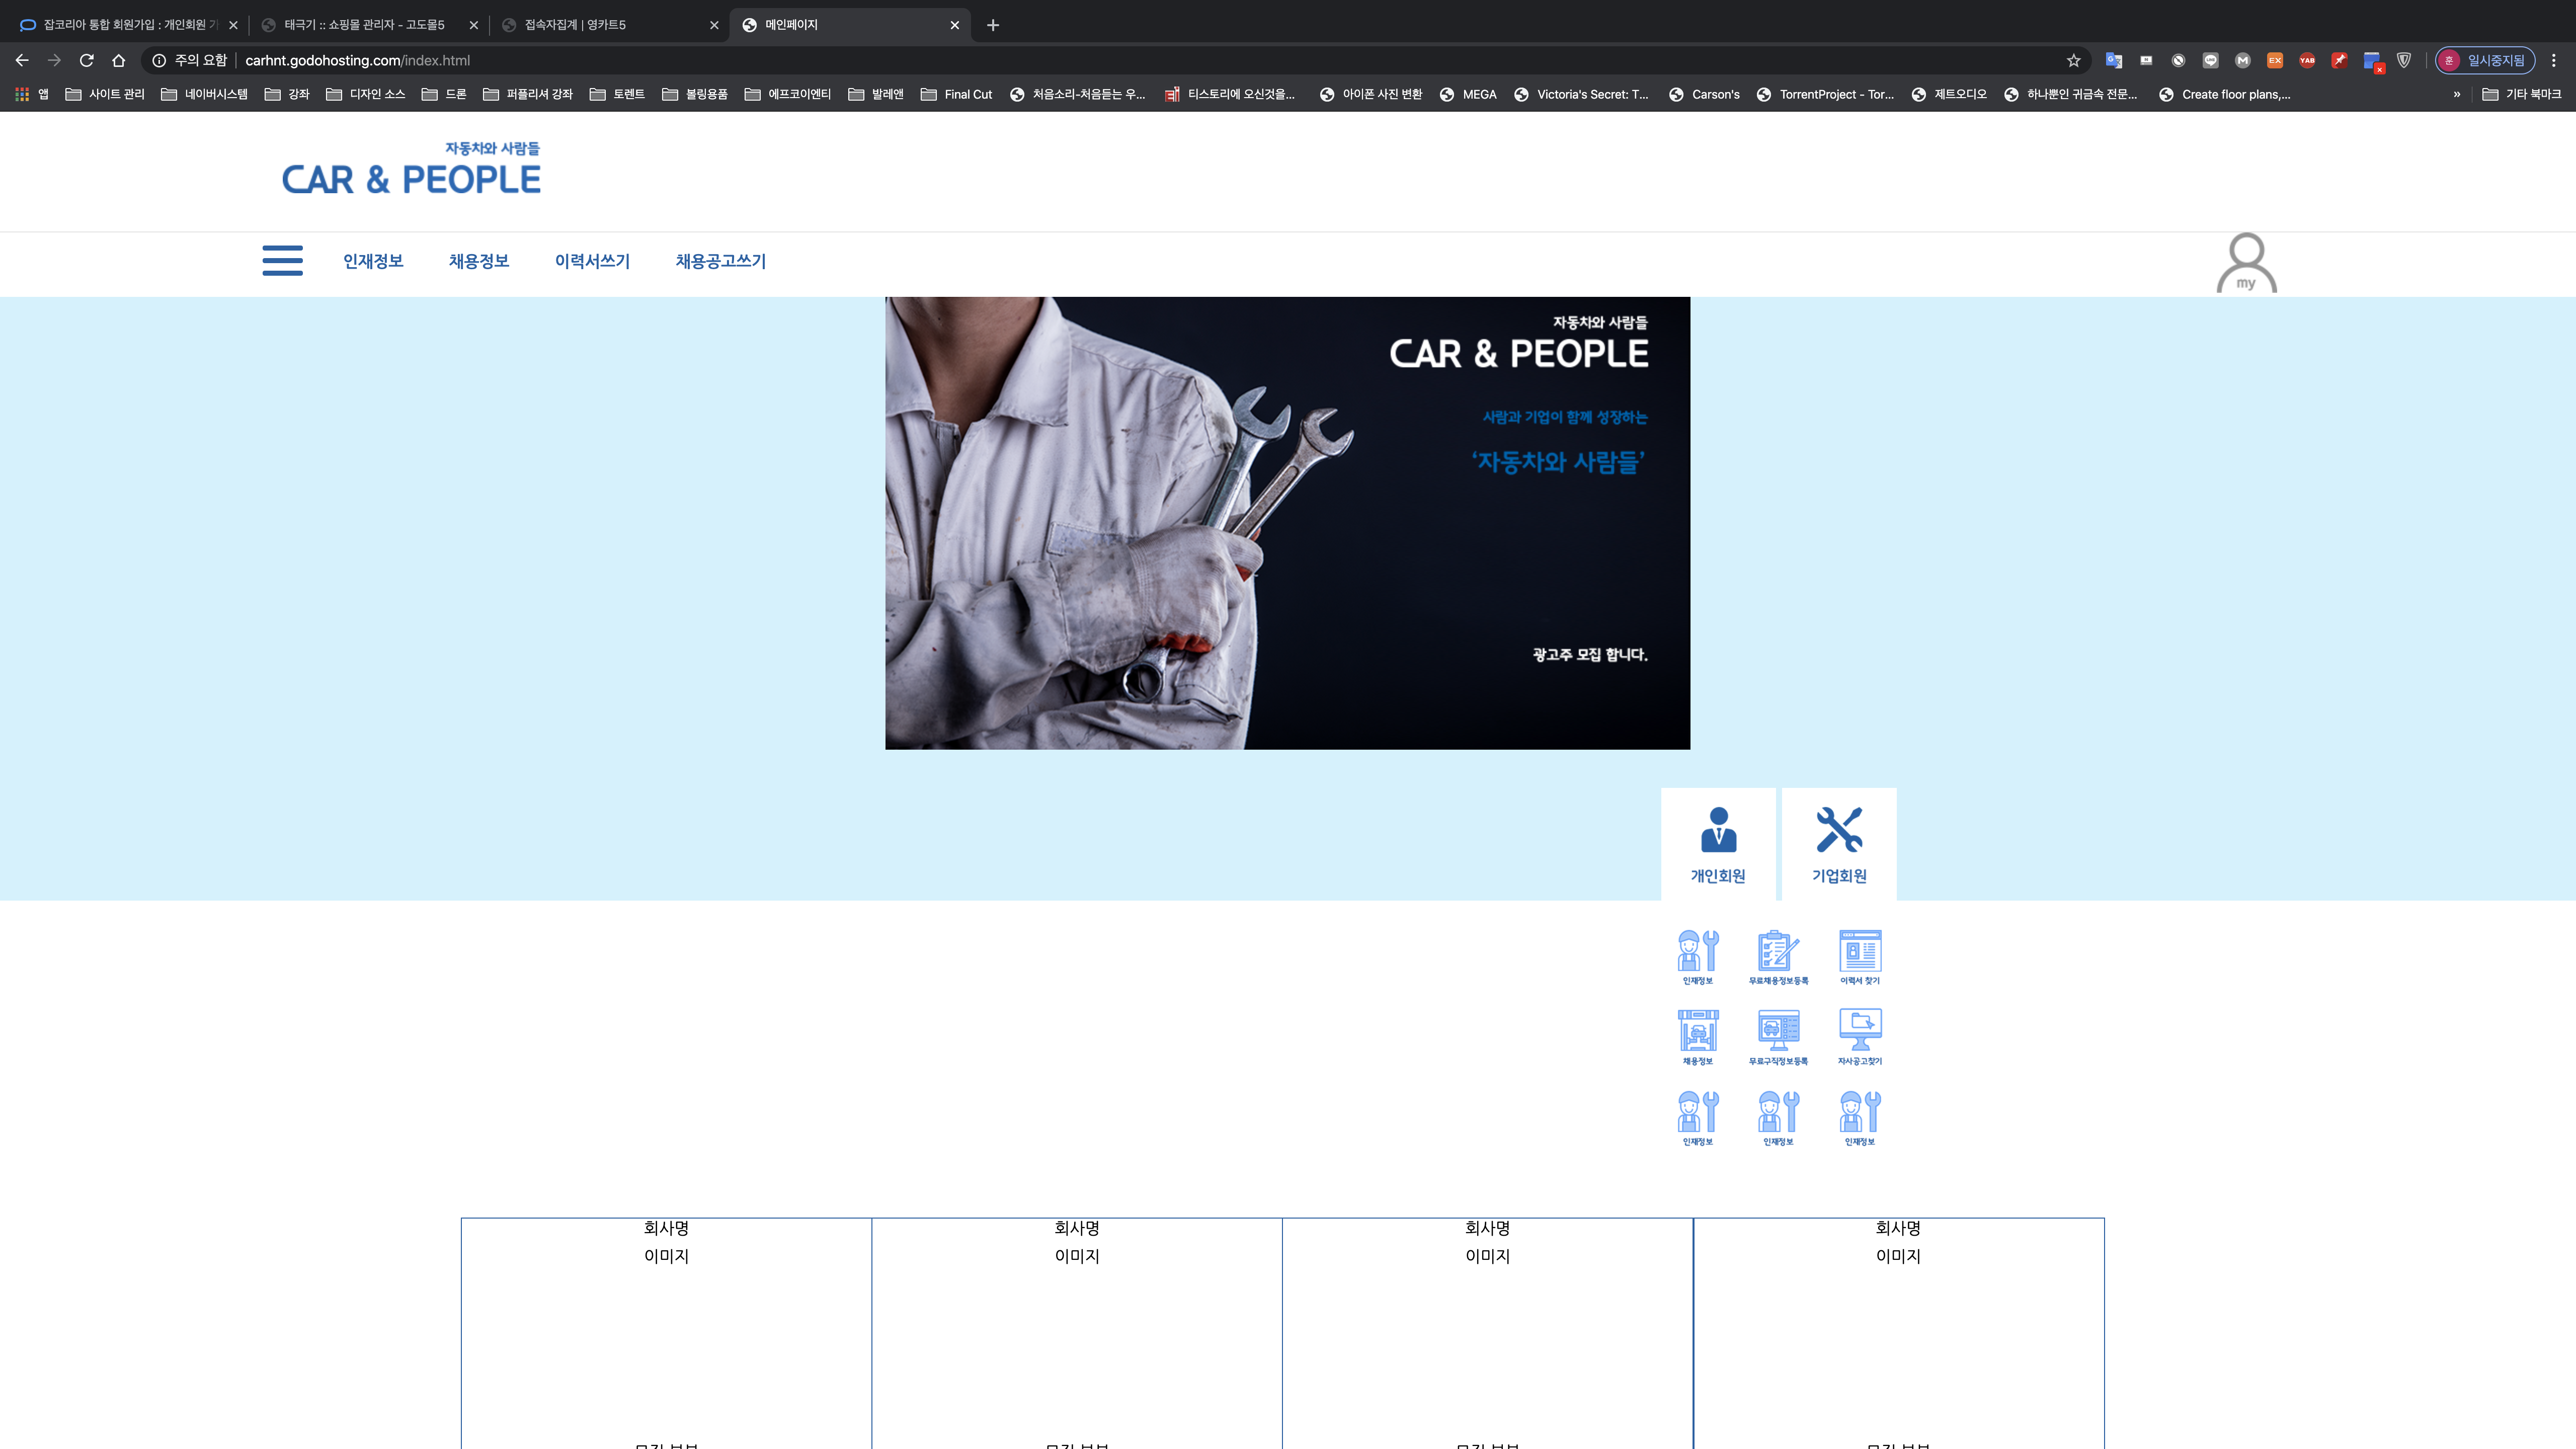 잡코리아 통합 회원가입 : 개인회원
태극기 :: 쇼핑몰 관리자 - 고도몰5
접속자집계 | 영카트5
메인페이지
주의 요함 carhnt.godohosting.com/index.html
EX YAB 훈 일시중지됨
앱 사이트 관리 네이버시스템 강좌 디자인 소스 드론 퍼플리셔 강좌 토렌트 볼링용품 에프코이엔티 발레앤 Final Cut 처음소리-처음듣는 우... 티스토리에 오신것을... 아이폰 사진 변환 MEGA Victoria's Secret: T... Carson's TorrentProject - Tor... 제트오디오 하나뿐인 귀금속 전문... Create floor plans,... » 기타 북마크
자동차와 사람들
CAR & PEOPLE
인재정보 채용정보 이력서쓰기 채용공고쓰기
my
자동차와 사람들
CAR & PEOPLE
사람과 기업이 함께 성장하는
‘자동차와 사람들’
광고주 모집 합니다.
개인회원 기업회원
인재정보 무료채용정보등록 이력서 찾기
채용정보 무료구직정보등록 자사공고찾기
인재정보 인재정보 인재정보
회사명 회사명 회사명 회사명
이미지 이미지 이미지 이미지